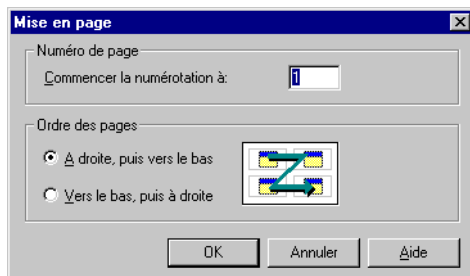 Mise en page
Numéro de page
Commencer la numérotation à:
1
Ordre des pages
A droite, puis vers le bas
Vers le bas, puis à droite
OK
Annuler
Aide